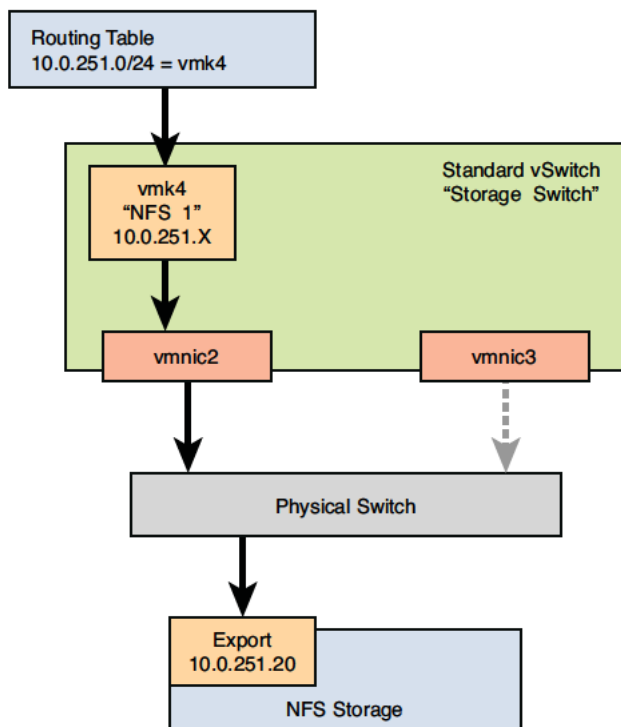 Routing Table
10.0.251.0/24 = vmk4
Standard vSwitch
“Storage Switch”
vmk4
“NFS 1”
10.0.251.X
vmnic2
vmnic3
Physical Switch
Export
10.0.251.20
NFS Storage